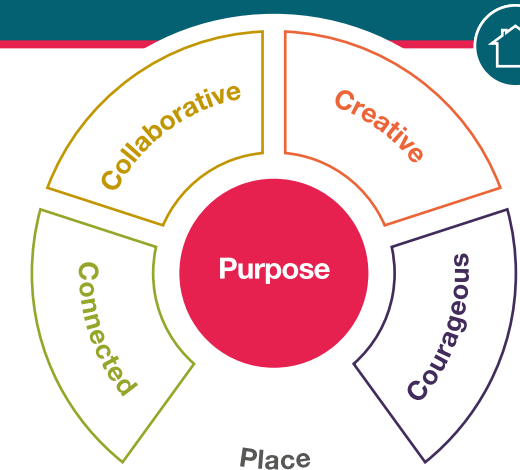 Collaborative
Creative
Connected
Purpose
Courageous
Place